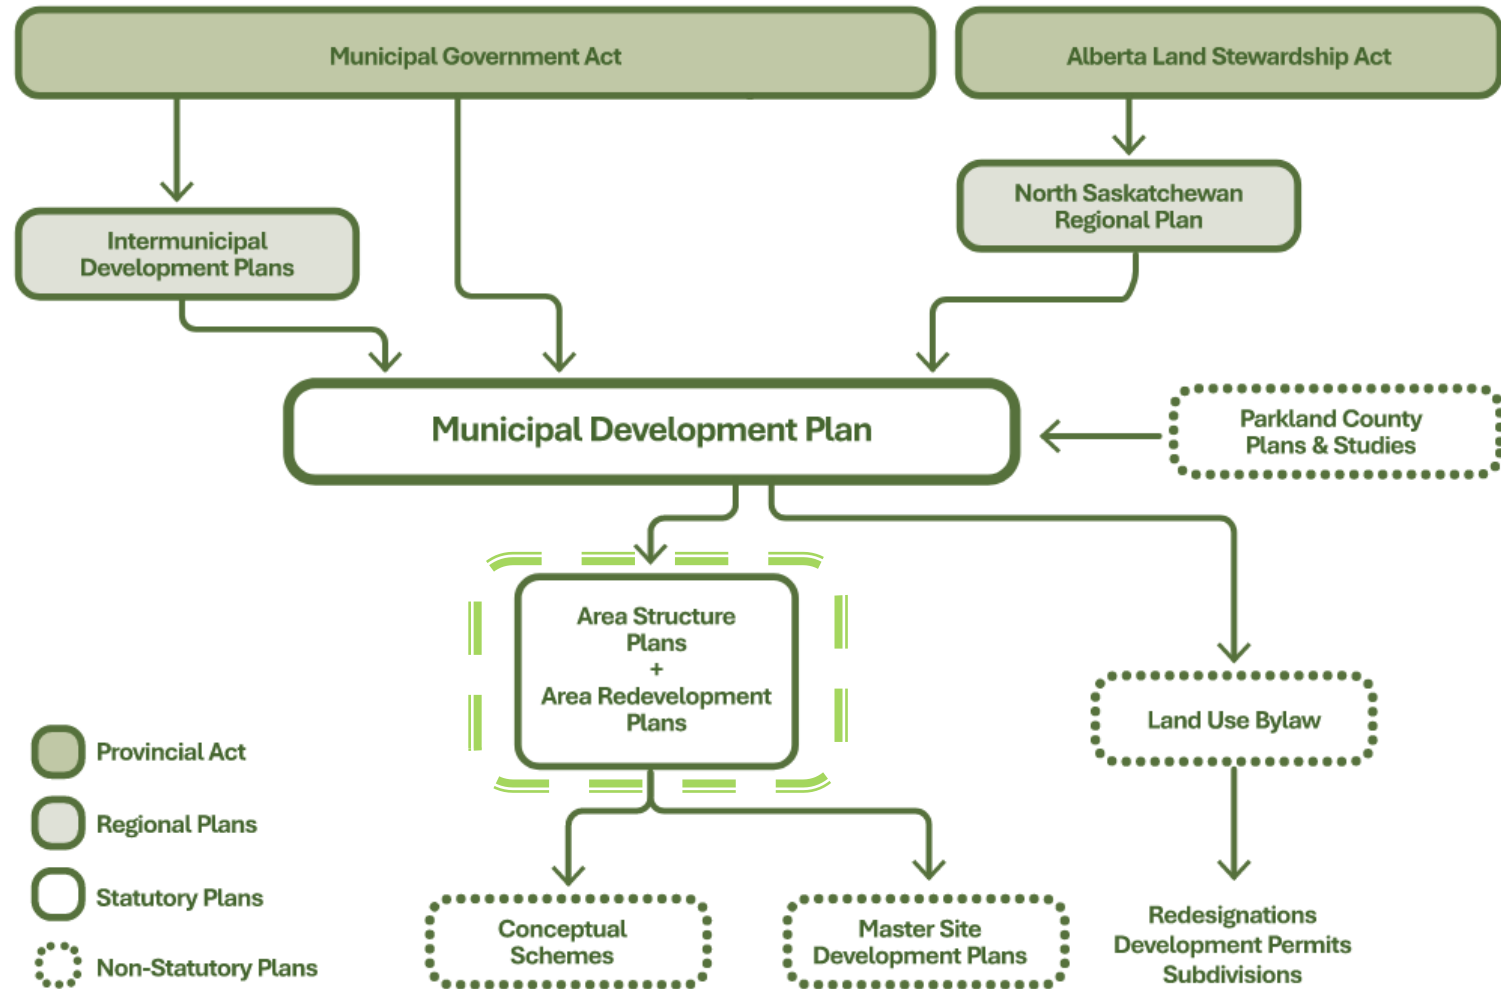 Municipal Government Act
Alberta Land Stewardship Act
North Saskatchewan
Regional Plan
Intermunicipal
Development Plans
Municipal Development Plan
Parkland County
Plans & Studies
Area Structure
Plans
+
Area Redevelopment
Plans
Land Use Bylaw
Provincial Act
Regional Plans
Statutory Plans
Non-Statutory Plans
Conceptual
Schemes
Master Site
Development Plans
Redesignations
Development Permits
Subdivisions